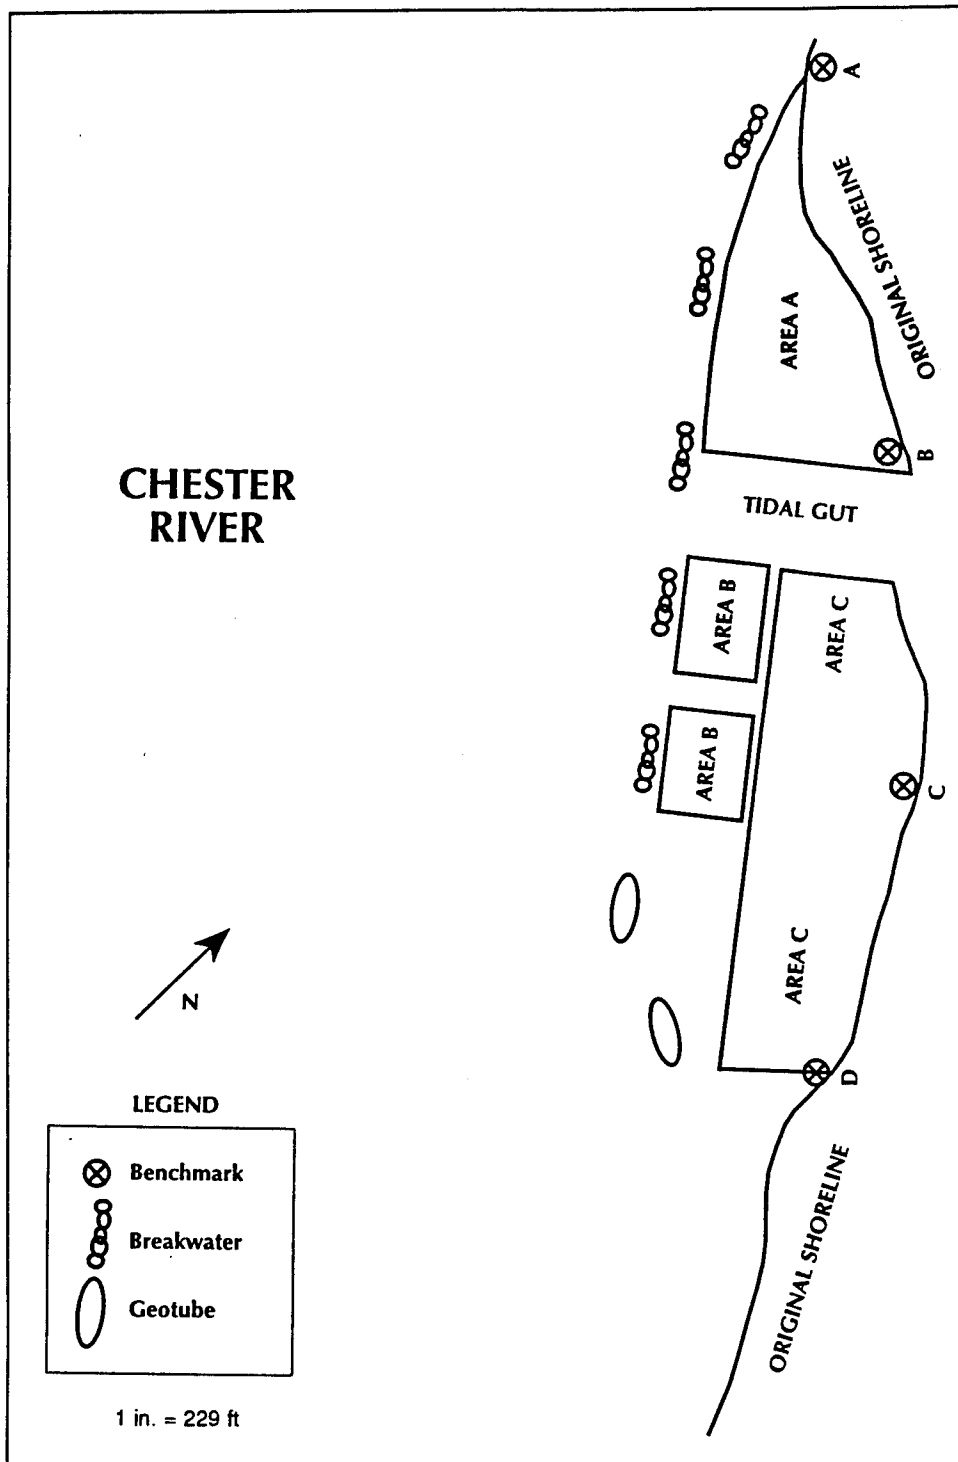 A
ORIGINAL SHORELINE
AREA A
B
CHESTER
RIVER
TIDAL GUT
AREA B
AREA C
AREA B
C
AREA C
N
D
LEGEND
Benchmark
Breakwater
Geotube
ORIGINAL SHORELINE
1 in. = 229 ft